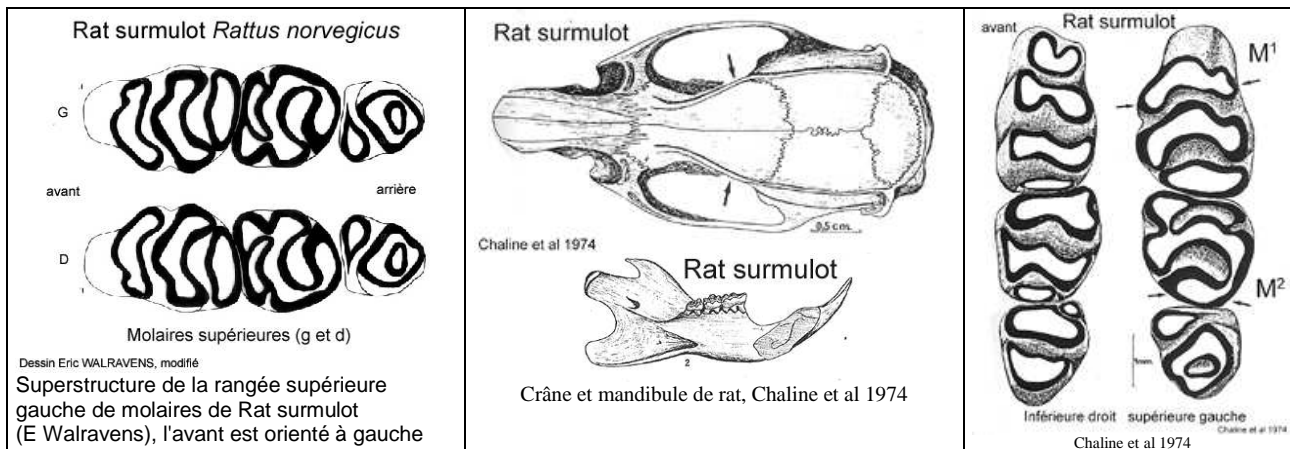 Rat surmulot Rattus norvegicus
G
avant
arrière
D
Molaires supérieures (g et d)
Dessin Eric WALRAVENS, modifié
Superstructure de la rangée supérieure
gauche de molaires de Rat surmulot
(E Walravens), l'avant est orienté à gauche
Rat surmulot
0,5 cm.
Chaline et al 1974
Rat surmulot
2
Crâne et mandibule de rat, Chaline et al 1974
Rat surmulot
avant
M1
M2
1mm.
Inférieure droit supérieure gauche
Chaline et al 1974
Chaline et al 1974